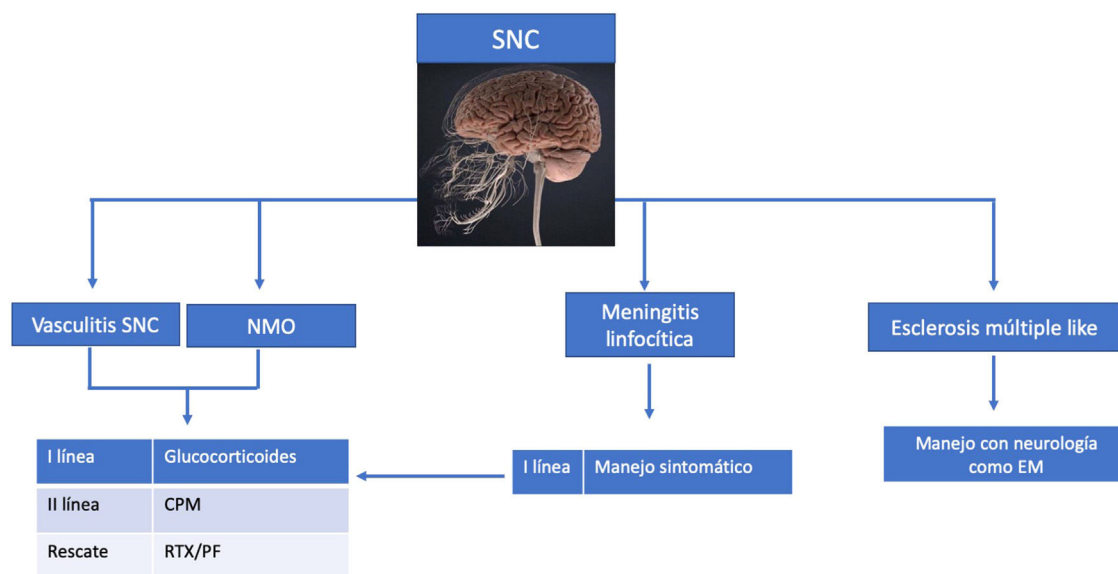 SNC
Vasculitis SNC
NMO
Meningitis
linfocítica
Esclerosis múltiple like
I línea Glucocorticoides
II línea CPM
Rescate RTX/PF
I línea Manejo sintomático
Manejo con neurología
como EM